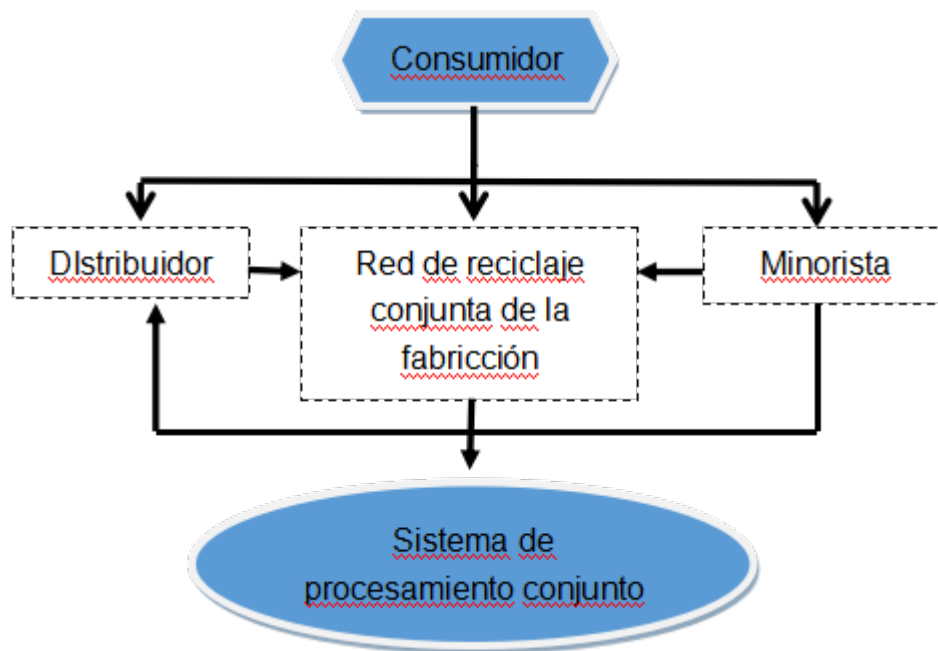 Consumidor
DIstribuidor
Red de reciclaje
conjunta de la
fabricción
Minorista
Sistema de
procesamiento conjunto